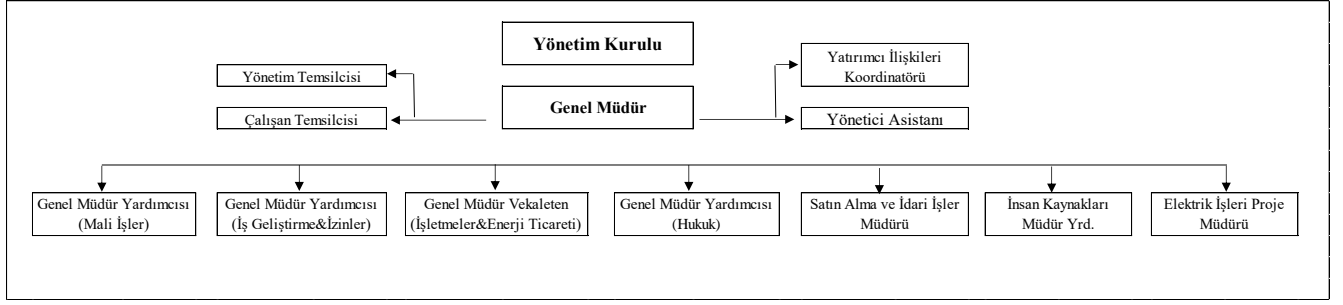 Yönetim Kurulu
Yönetim Temsilcisi
Yatırımcı İlişkileri
Koordinatörü
Genel Müdür
Çalışan Temsilcisi
Yönetici Asistanı
Genel Müdür Yardımcısı
(Mali İşler)
Genel Müdür Yardımcısı
(İş Geliştirme&İzinler)
Genel Müdür Vekaleten
(İşletmeler&Enerji Ticareti)
Genel Müdür Yardımcısı
(Hukuk)
Satın Alma ve İdari İşler
Müdürü
İnsan Kaynakları
Müdür Yrd.
Elektrik İşleri Proje
Müdürü